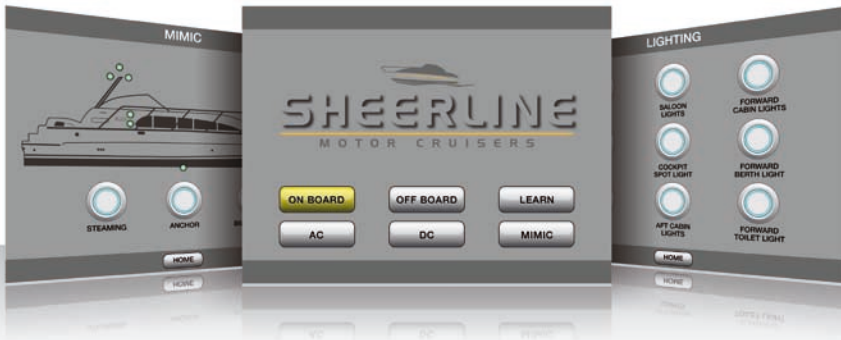 MIMIC
STEAMING
ANCHOR
HOME
SHEERLINE
MOTOR CRUISERS
ON BOARD
OFF BOARD
LEARN
AC
DC
MIMIC
LIGHTING
SALOON
LIGHTS
FORWARD
CABIN LIGHTS
COCKPIT
SPOT LIGHT
FORWARD
BERTH LIGHT
AFT CABIN
LIGHTS
FORWARD
TOILET LIGHT
HOME